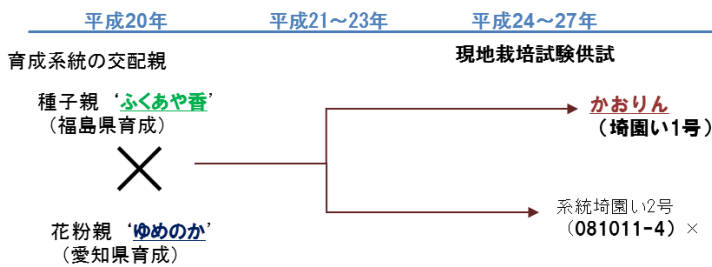 平成20年 平成21～23年 平成24～27年
育成系統の交配親
現地栽培試験供試
種子親 ‘ふくあや香’
（福島県育成）
かおりん
（埼園い1号）
花粉親 ‘ゆめのか’
（愛知県育成）
系統埼園い2号
（081011-4）×